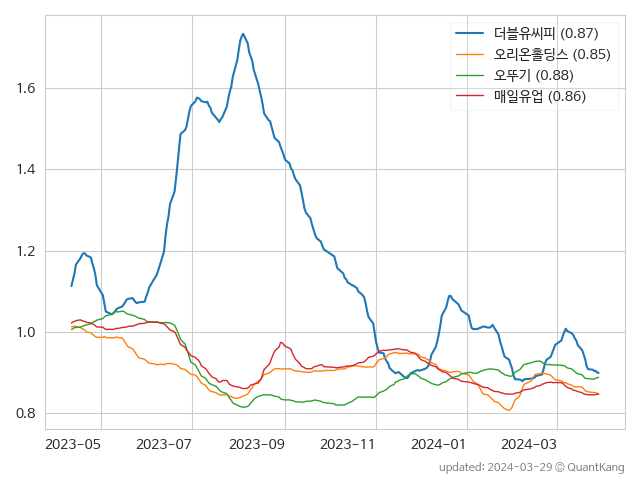 더블유씨피 (0.87)
오리온홀딩스 (0.85)
오뚜기 (0.88)
매일유업 (0.86)
1.6
1.4
1.2
1.0
0.8
2023-05 2023-07 2023-09 2023-11 2024-01 2024-03
updated: 2024-03-29 © QuantKang